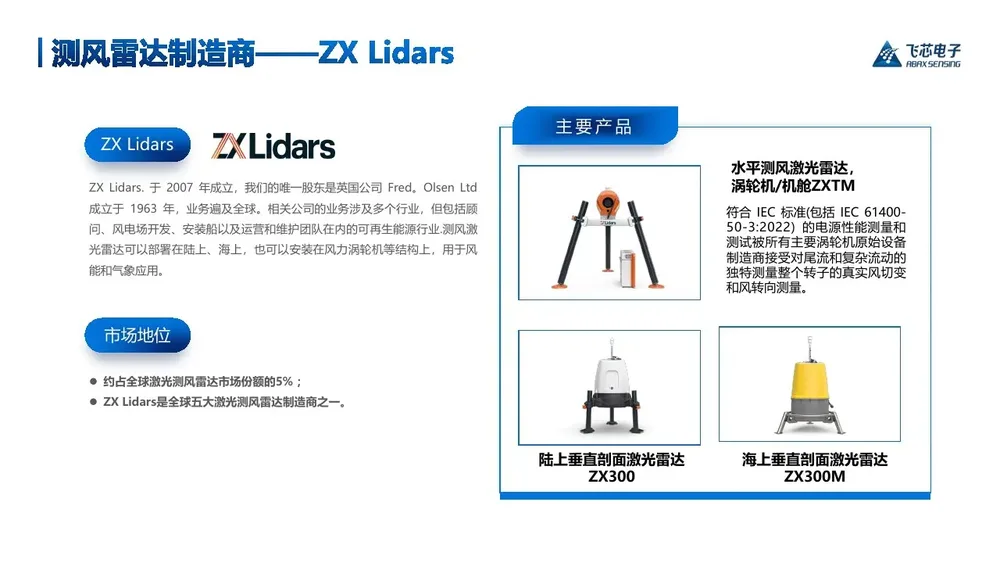 测风雷达制造商——ZX Lidars
飞芯电子
ABAX SENSING
ZX Lidars
ZX Lidars
ZX Lidars. 于 2007 年成立，我们的唯一股东是英国公司 Fred。Olsen Ltd
成立于 1963 年，业务遍及全球。相关公司的业务涉及多个行业，但包括顾
问、风电场开发、安装船以及运营和维护团队在内的可再生能源行业.测风激
光雷达可以部署在陆上、海上，也可以安装在风力涡轮机等结构上，用于风
能和气象应用。
市场地位
● 约占全球激光测风雷达市场份额的5%；
● ZX Lidars是全球五大激光测风雷达制造商之一。
主要产品
ZXLidars
水平测风激光雷达，
涡轮机/机舱ZXTM
符合 IEC 标准(包括 IEC 61400-
50-3:2022) 的电源性能测量和
测试被所有主要涡轮机原始设备
制造商接受对尾流和复杂流动的
独特测量整个转子的真实风切变
和风转向测量。
陆上垂直剖面激光雷达
ZX300
海上垂直剖面激光雷达
ZX300M